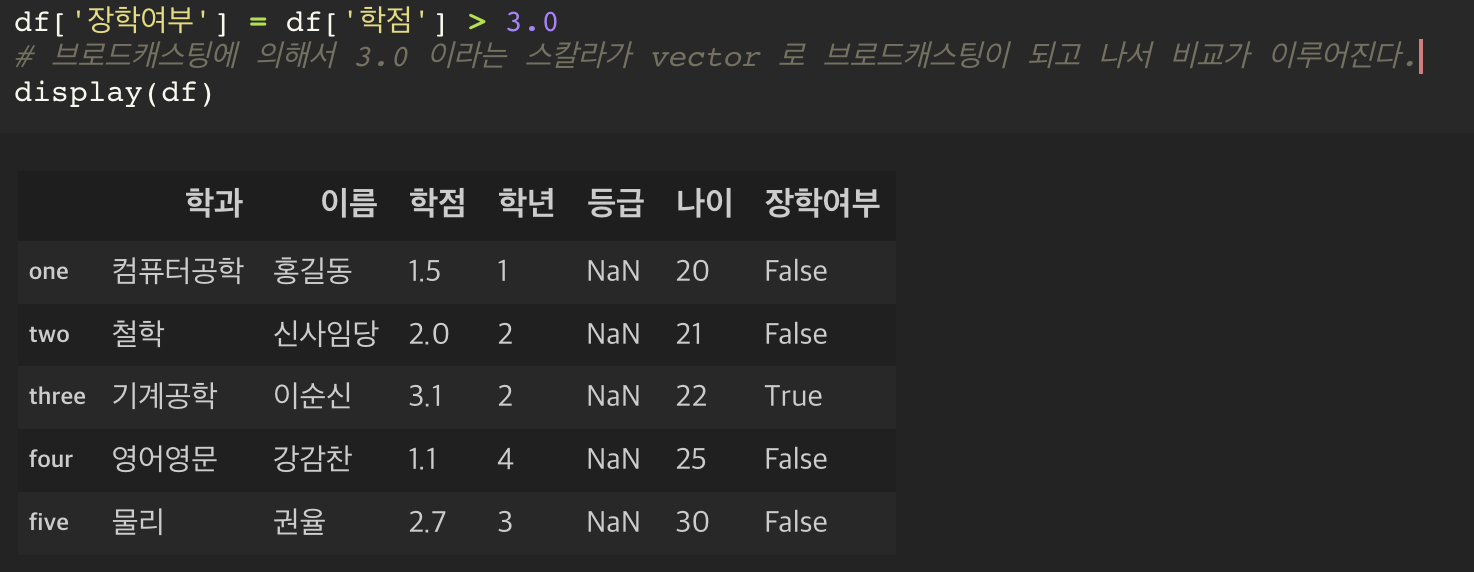 df['장학여부'] = df['학점'] > 3.0
# 브로드캐스팅에 의해서 3.0 이라는 스칼라가 vector 로 브로드캐스팅이 되고 나서 비교가 이루어진다.
display(df)
학과 이름 학점 학년 등급 나이 장학여부
one 컴퓨터공학 홍길동 1.5 1 NaN 20 False
two 철학 신사임당 2.0 2 NaN 21 False
three 기계공학 이순신 3.1 2 NaN 22 True
four 영어영문 강감찬 1.1 4 NaN 25 False
five 물리 권율 2.7 3 NaN 30 False